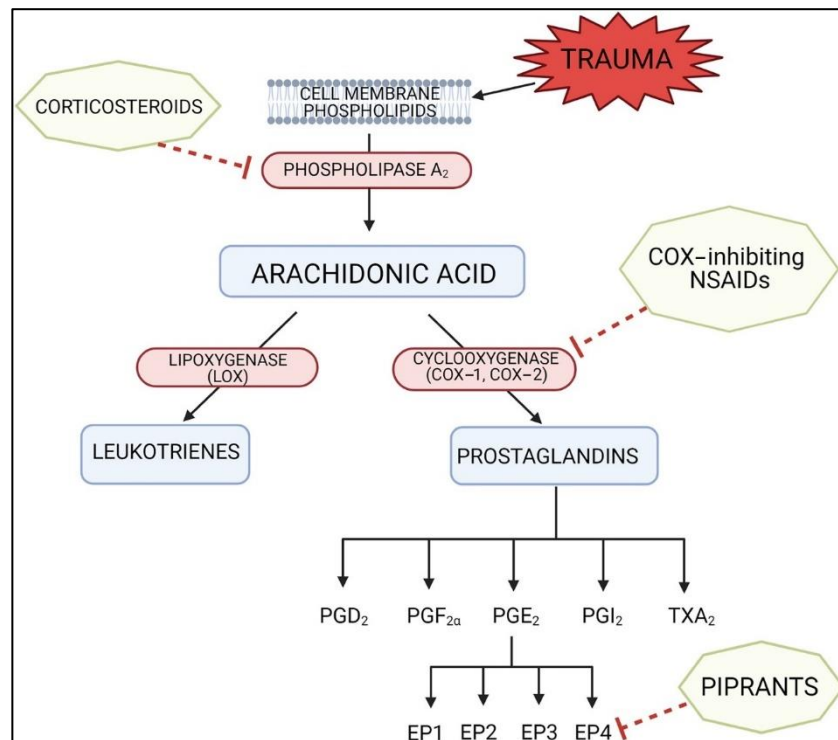 TRAUMA
CORTICOSTEROIDS
CELL MEMBRANE
PHOSPHOLIPIDS
PHOSPHOLIPASE A₂
ARACHIDONIC ACID
COX-inhibiting
NSAIDs
LIPOXYGENASE
(LOX)
CYCLOOXYGENASE
(COX-1, COX-2)
LEUKOTRIENES
PROSTAGLANDINS
PGD₂ PGF₂α PGE₂ PGI₂ TXA₂
PIPRANTS
EP1 EP2 EP3 EP4